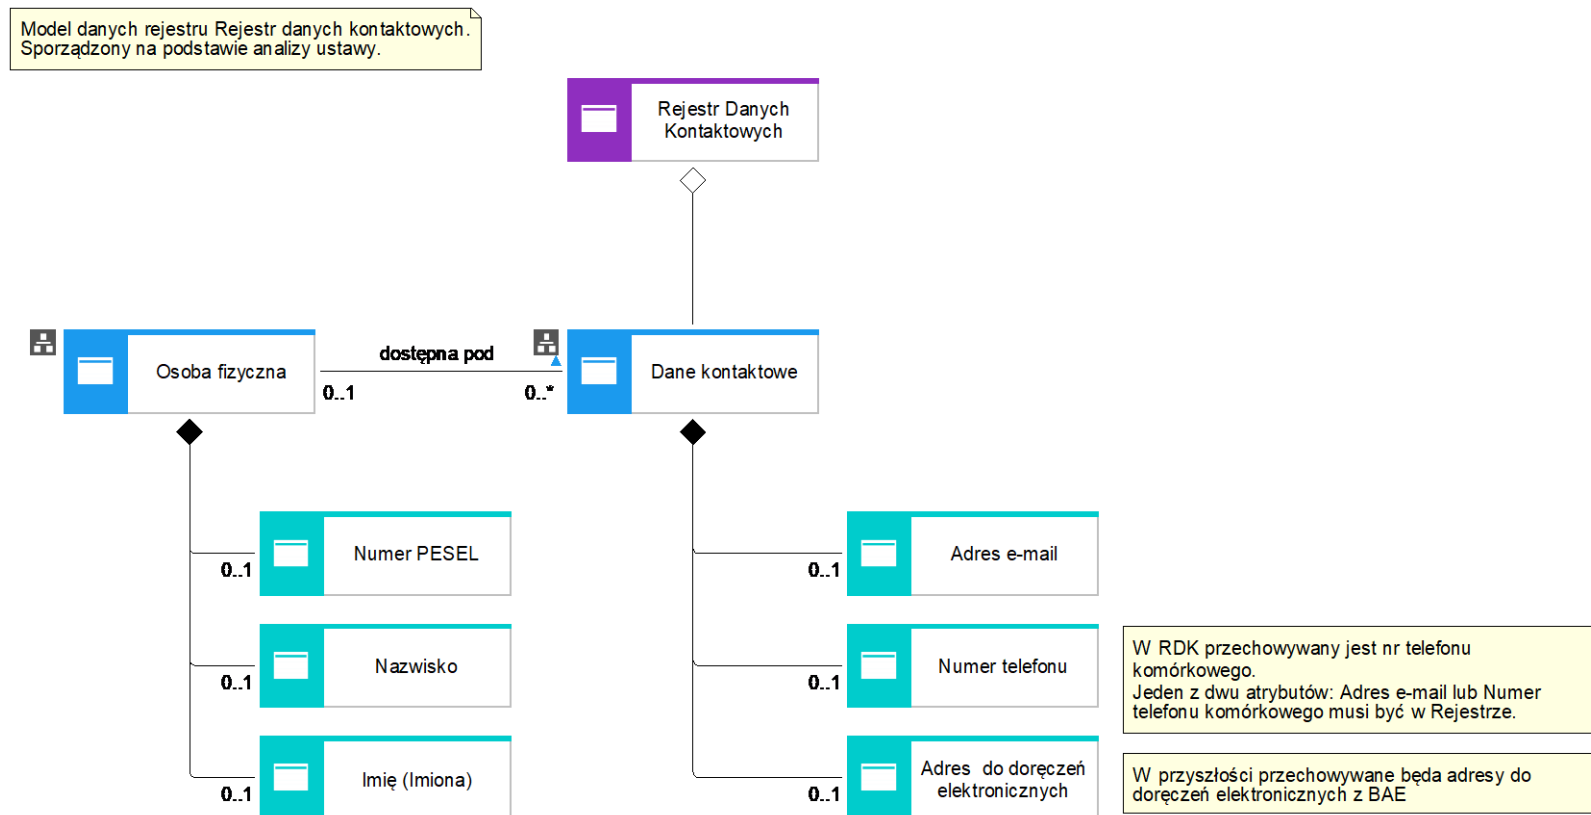 Model danych rejestru Rejestr danych kontaktowych.
Sporządzony na podstawie analizy ustawy.
Rejestr Danych
Kontaktowych
Osoba fizyczna
dostępna pod
0..1
0..*
Dane kontaktowe
Numer PESEL
0..1
Adres e-mail
0..1
Nazwisko
0..1
Numer telefonu
0..1
W RDK przechowywany jest nr telefonu
komórkowego.
Jeden z dwu atrybutów: Adres e-mail lub Numer
telefonu komórkowego musi być w Rejestrze.
Imię (Imiona)
0..1
Adres do doręczeń
elektronicznych
0..1
W przyszłości przechowywane będa adresy do
doręczeń elektronicznych z BAE